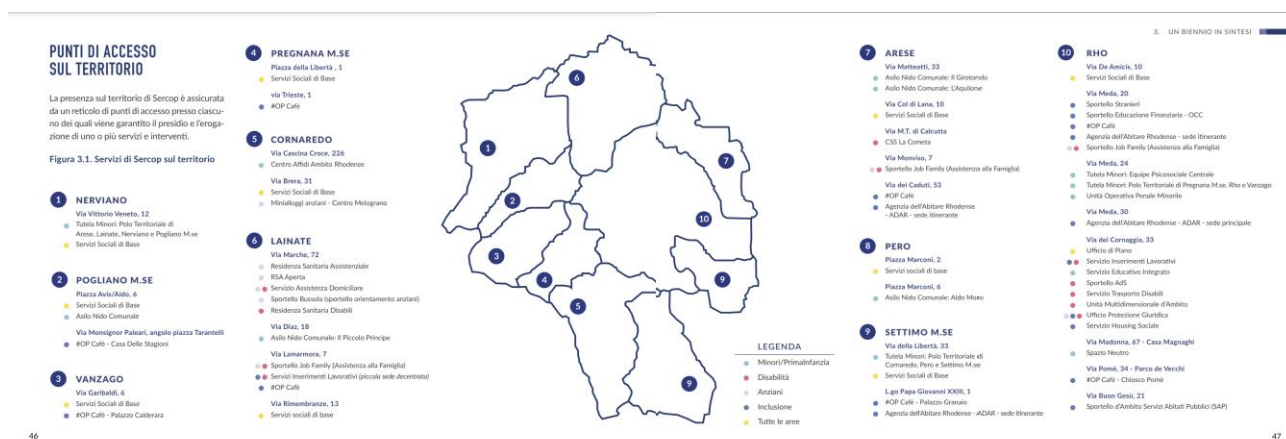 3. UN BIENNIO IN SINTESI
PUNTI DI ACCESSO
SUL TERRITORIO
La presenza sul territorio di Sercop è assicurata
da un reticolo di punti di accesso presso ciascu-
no dei quali viene garantito il presidio e l'eroga-
zione di uno o più servizi e interventi.
Figura 3.1. Servizi di Sercop sul territorio
1 NERVIANO
Via Vittorio Veneto, 12
Tutela Minori: Polo Territoriale di
Arese, Lainate, Nerviano e Pogliano M.se
Servizi Sociali di Base
2 POGLIANO M.SE
Piazza Avis/Aido, 6
Servizi Sociali di Base
Asilo Nido Comunale
Via Monsignor Paleari, angolo piazza Tarantelli
#OP Cafè - Casa Delle Stagioni
3 VANZAGO
Via Garibaldi, 6
Servizi Sociali di Base
#OP Cafè - Palazzo Calderara
4 PREGNANA M.SE
Piazza della Libertà , 1
Servizi Sociali di Base
via Trieste, 1
#OP Cafè
5 CORNAREDO
Via Cascina Croce, 226
Centro Affidi Ambito Rhodense
Via Brera, 31
Servizi Sociali di Base
Minialloggi anziani - Centro Melograno
6 LAINATE
Via Marche, 72
Residenza Sanitaria Assistenziale
RSA Aperta
Servizio Assistenza Domiciliare
Sportello Bussola (sportello orientamento anziani)
Residenza Sanitaria Disabili
Via Diaz, 18
Asilo Nido Comunale: Il Piccolo Principe
Via Lamarmora, 7
Sportello Job Family (Assistenza alla Famiglia)
Servizio Inserimenti Lavorativi (piccola sede decentrata)
#OP Cafè
Via Rimembranze, 13
Servizi sociali di base
6
1
7
2
10
3
4
9
5
9
LEGENDA
Minori/PrimaInfanzia
Disabilità
Anziani
Inclusione
Tutte le aree
7 ARESE
Via Matteotti, 33
Asilo Nido Comunale: Il Girotondo
Asilo Nido Comunale: L'Aquilone
Via Col di Lana, 10
Servizi Sociali di Base
Via M.T. di Calcutta
CSS La Cometa
Via Monviso, 7
Sportello Job Family (Assistenza alla Famiglia)
Via dei Caduti, 53
#OP Cafè
Agenzia dell'Abitare Rhodense
- ADAR - sede itinerante
8 PERO
Piazza Marconi, 2
Servizi sociali di base
Piazza Marconi, 6
Asilo Nido Comunale: Aldo Moro
9 SETTIMO M.SE
Via della Libertà, 33
Tutela Minori: Polo Territoriale di
Cornaredo, Pero e Settimo M.se
Servizi Sociali di Base
L.go Papa Giovanni XXIII, 1
#OP Cafè - Palazzo Granaio
Agenzia dell'Abitare Rhodense - ADAR - sede itinerante
10 RHO
Via De Amicis, 10
Servizi Sociali di Base
Via Meda, 20
Sportello Stranieri
Sportello Educazione Finanziaria - OCC
#OP Cafè
Agenzia dell'Abitare Rhodense - sede itinerante
Sportello Job Family (Assistenza alla Famiglia)
Via Meda, 24
Tutela Minori: Equipe Psicosociale Centrale
Tutela Minori: Polo Territoriale di Pregnana M.se, Rho e Vanzago
Unità Operativa Penale Minorile
Via Meda, 30
Agenzia dell'Abitare Rhodense - ADAR - sede principale
Via dei Cornaggia, 33
Ufficio di Piano
Servizio Inserimenti Lavorativi
Servizio Educativo Integrato
Sportello AdS
Servizio Trasporto Disabili
Unità Multidimensionale d'Ambito
Ufficio Protezione Giuridica
Servizio Housing Sociale
Via Madonna, 67 - Casa Magnaghi
Spazio Neutro
Via Pomè, 34 - Parco de Vecchi
#OP Cafè - Chiosco Pomè
Via Buon Gesù, 21
Sportello d'Ambito Servizi Abitati Pubblici (SAP)
46
47